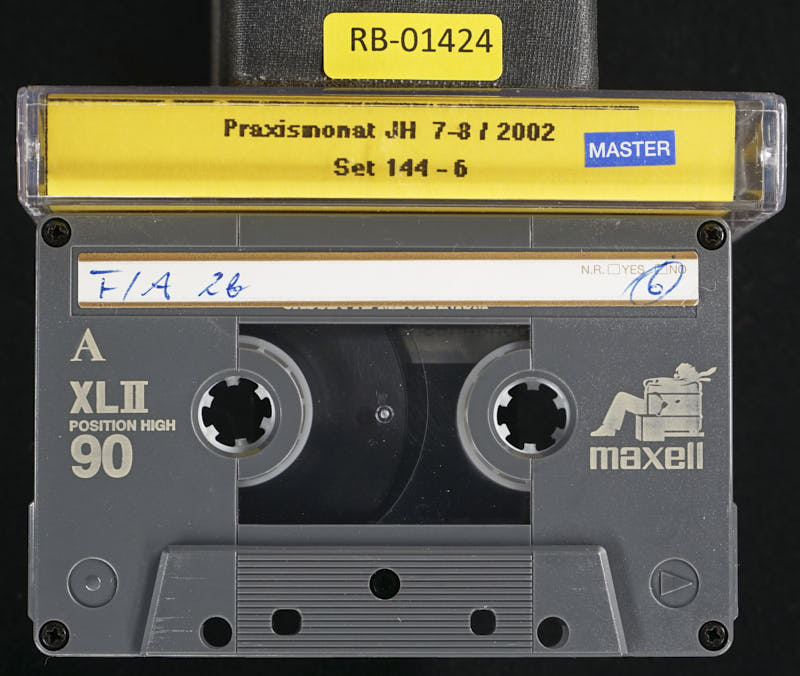 RB-01424
Praxismonat JH 7-8 / 2002
Set 144 - 6
MASTER
N.R. YES NO
F/A 2b 6
A
XLII
POSITION HIGH
90
maxell